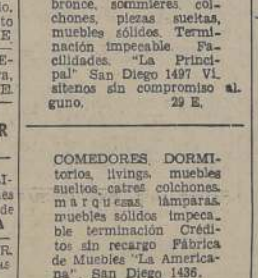 bronce, sommieres, col-
chones, piezas sueltas,
muebles sólidos. Termi-
nación impecable. Fa-
cilidades. "La Princi-
pal" San Diego 1497 Vi.
sítenos sin compromiso al.
guno. 29 E.
COMEDORES, DORMI-
torios, livings, muebles
sueltos, catres colchones.
marquesas, lámparas.
muebles sólidos impeca.
ble terminación Crédi-
tos sin recargo Fábrica
de Muebles "La America-
na" San Diego 1436.